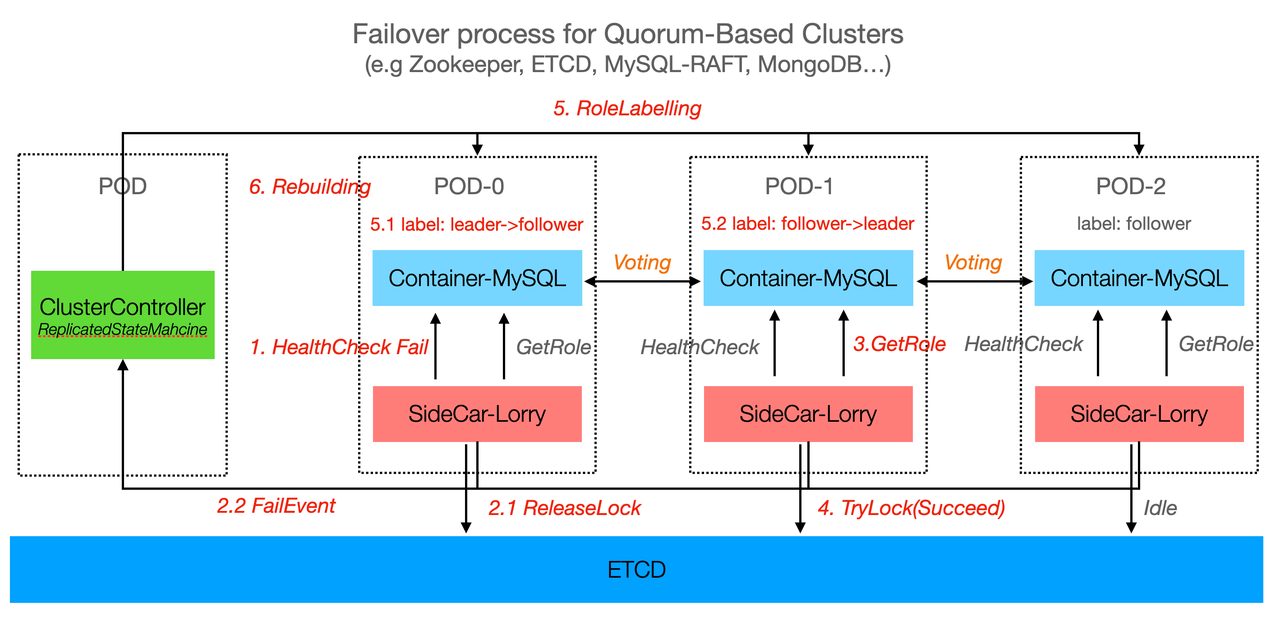 Failover process for Quorum-Based Clusters
(e.g Zookeeper, ETCD, MySQL-RAFT, MongoDB…)
5. RoleLabelling
POD
6. Rebuilding
POD-0
POD-1
POD-2
5.1 label: leader->follower
5.2 label: follower->leader
label: follower
ClusterController
ReplicatedStateMahcine
Container-MySQL
Voting
Container-MySQL
Voting
Container-MySQL
1. HealthCheck Fail
GetRole
HealthCheck
3.GetRole
HealthCheck
GetRole
SideCar-Lorry
SideCar-Lorry
SideCar-Lorry
2.2 FailEvent
2.1 ReleaseLock
4. TryLock(Succeed)
Idle
ETCD